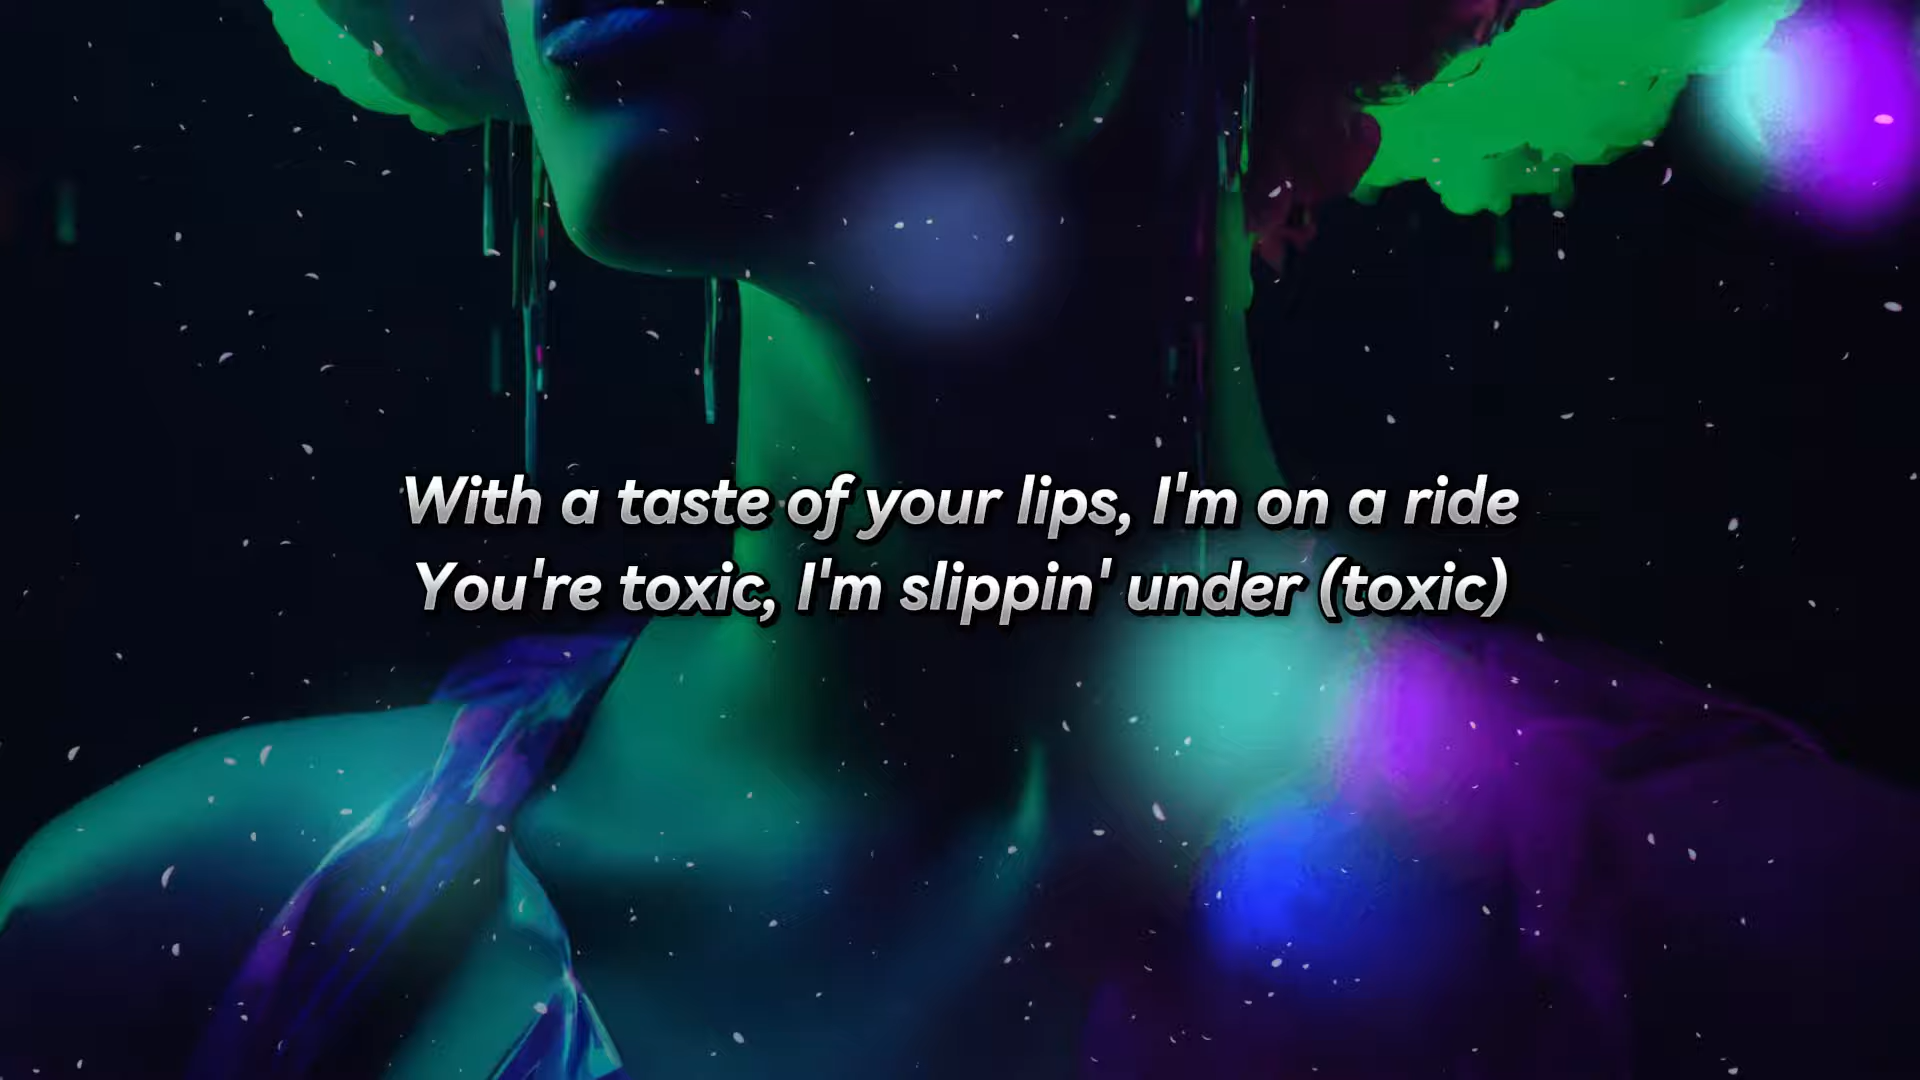 With a taste of your lips, I'm on a ride
You're toxic, I'm slippin' under (toxic)